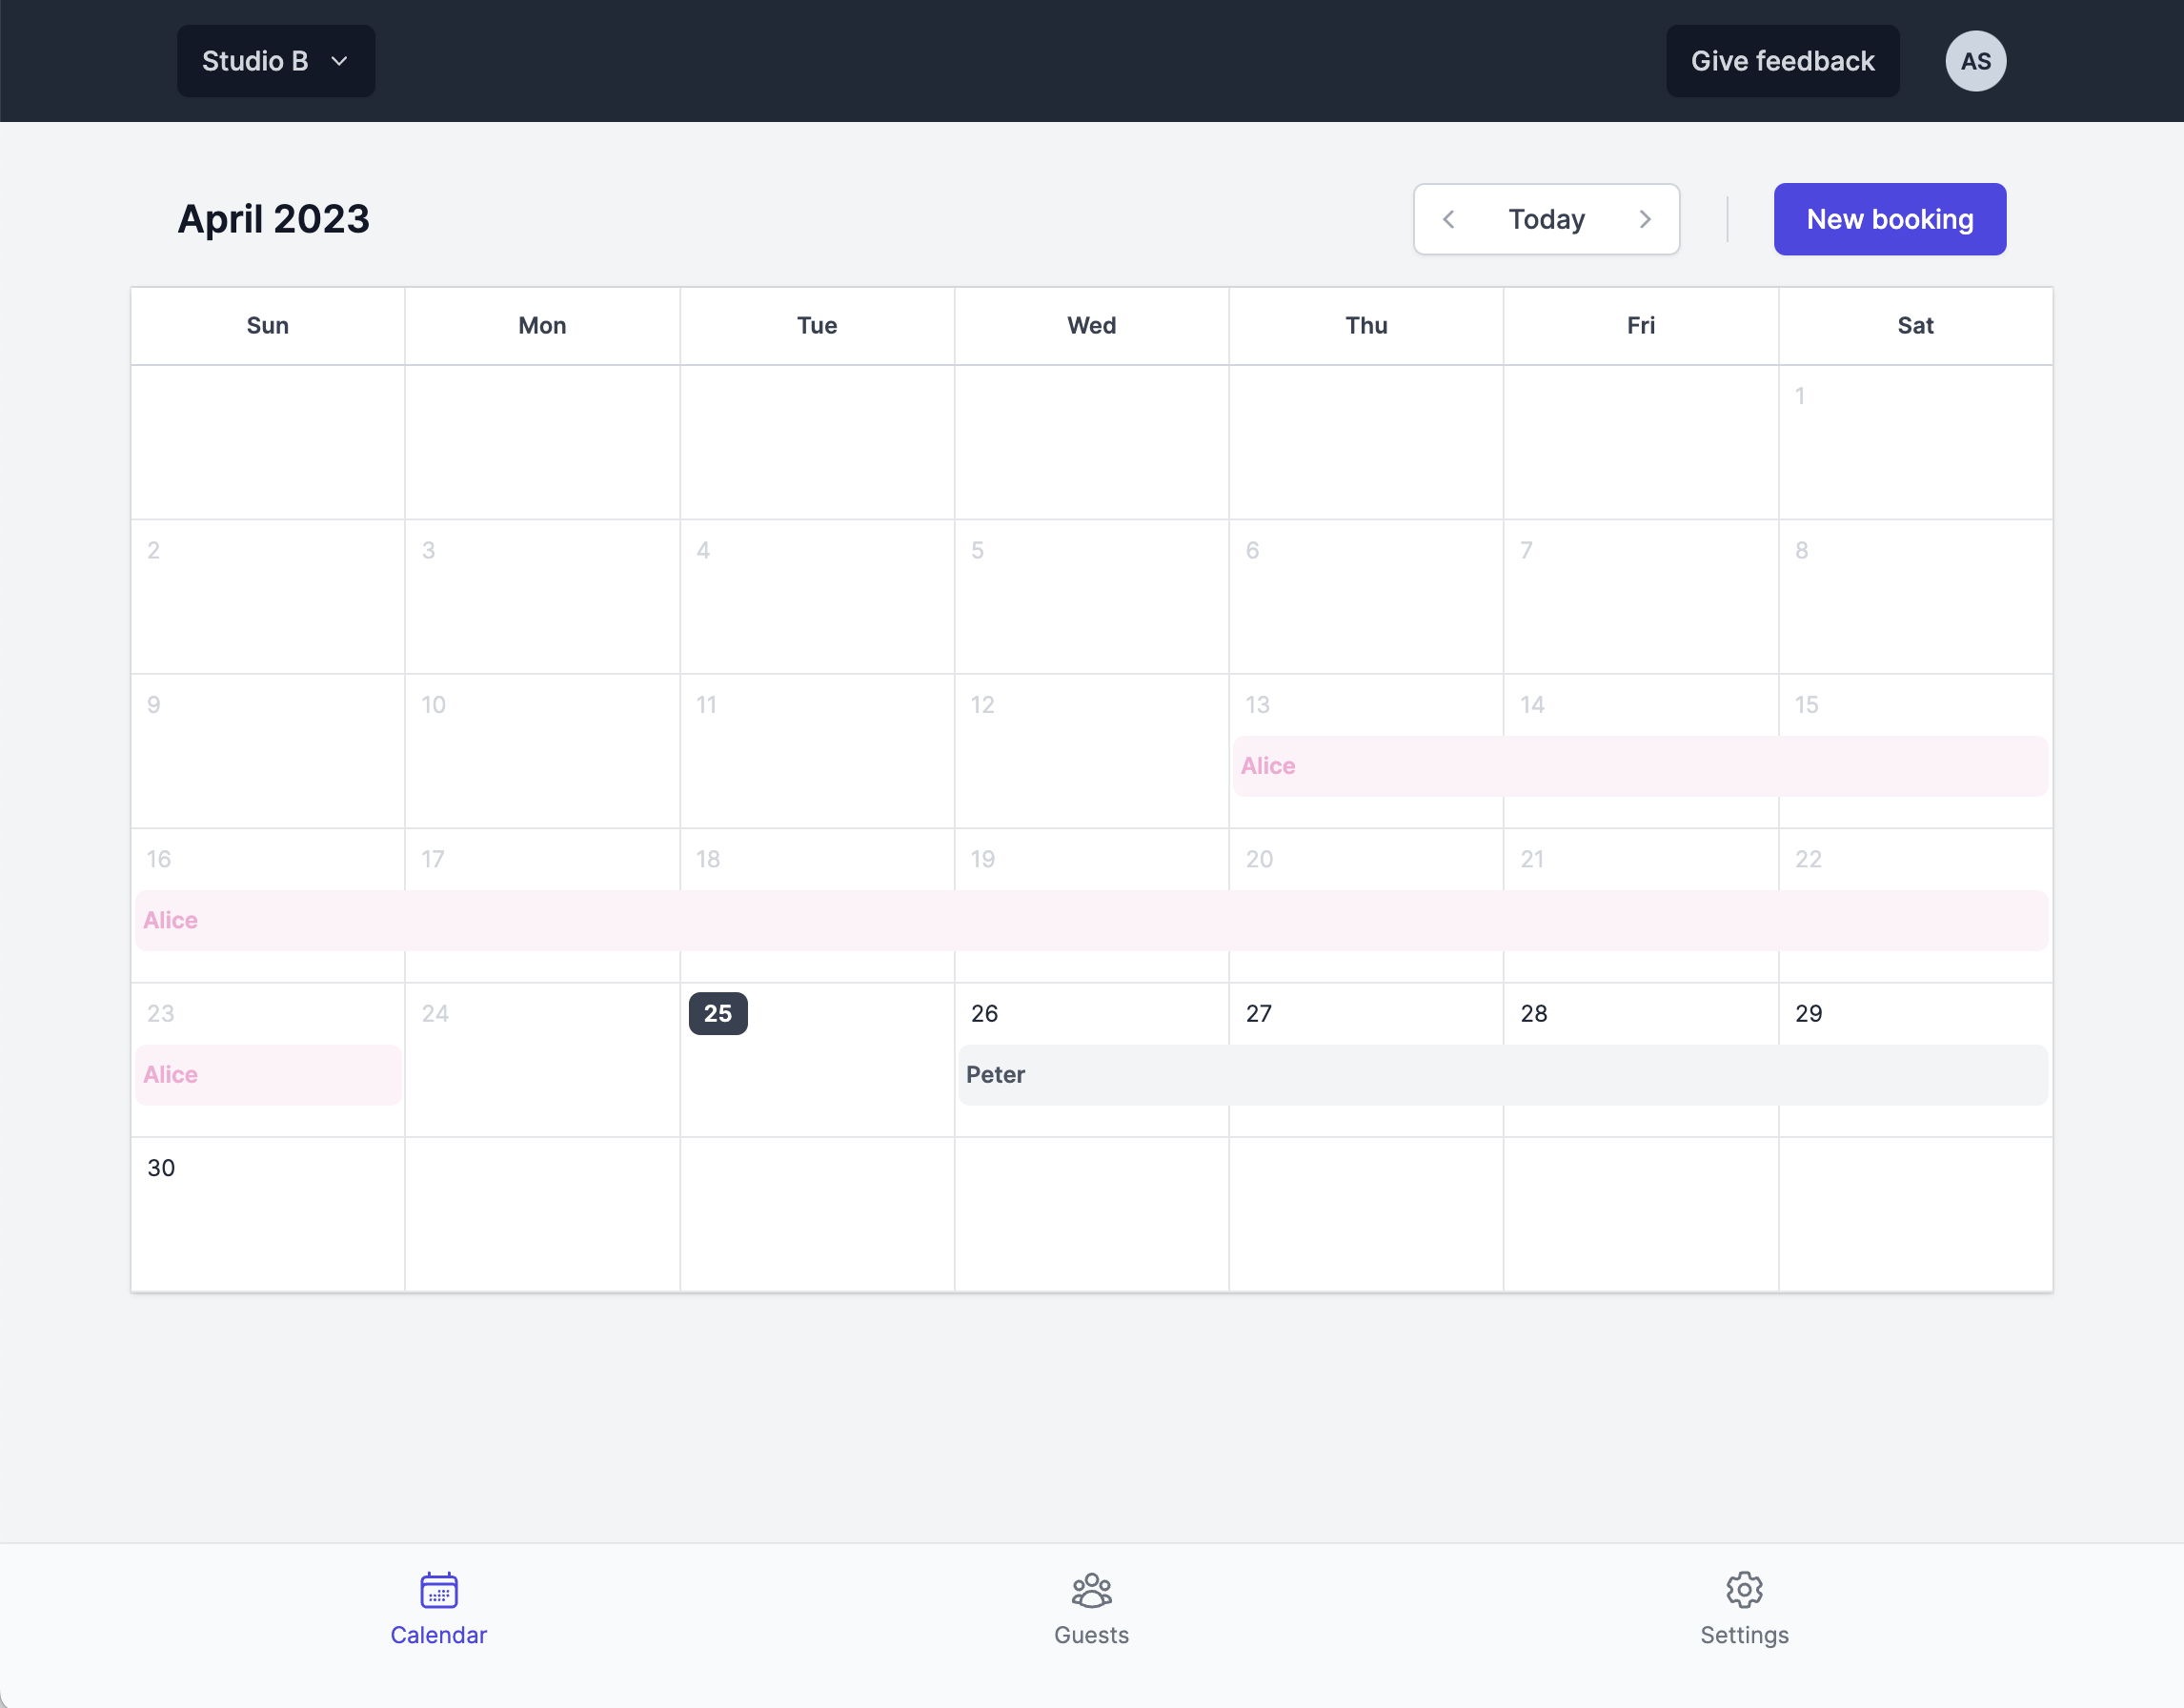 Studio B
Give feedback
AS
April 2023
Today
New booking
Sun Mon Tue Wed Thu Fri Sat
1
2 3 4 5 6 7 8
9 10 11 12 13 14 15
Alice
16 17 18 19 20 21 22
Alice
23 24 25 26 27 28 29
Alice Peter
30
Calendar Guests Settings